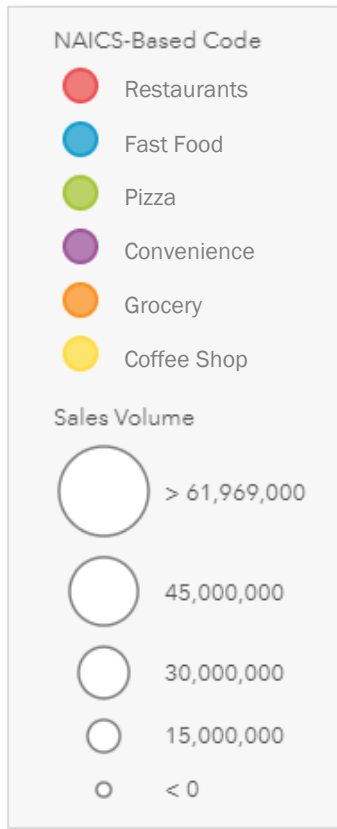 NAICS-Based Code
Restaurants
Fast Food
Pizza
Convenience
Grocery
Coffee Shop
Sales Volume
> 61,969,000
45,000,000
30,000,000
15,000,000
< 0